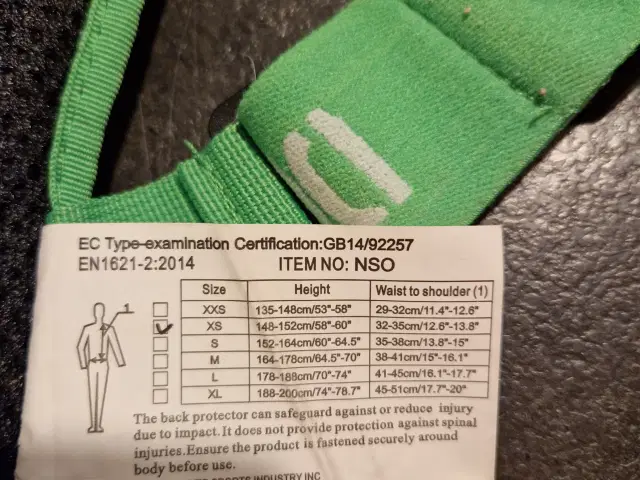 EC Type-examination Certification:GB14/92257
EN1621-2:2014 ITEM NO: NSO
Size Height Waist to shoulder (1)
XXS 135-148cm/53"-58" 29-32cm/11.4"-12.6"
XS 148-152cm/58"-60" 32-35cm/12.6"-13.8"
S 152-164cm/60"-64.5" 35-38cm/13.8"-15"
M 164-178cm/64.5"-70" 38-41cm/15"-16.1"
L 178-188cm/70"-74" 41-45cm/16.1"-17.7"
XL 188-200cm/74"-78.7" 45-51cm/17.7"-20"
1
The back protector can safeguard against or reduce injury
due to impact.It does not provide protection against spinal
injuries.Ensure the product is fastened securely around
body before use.
SPORTS INDUSTRY INC